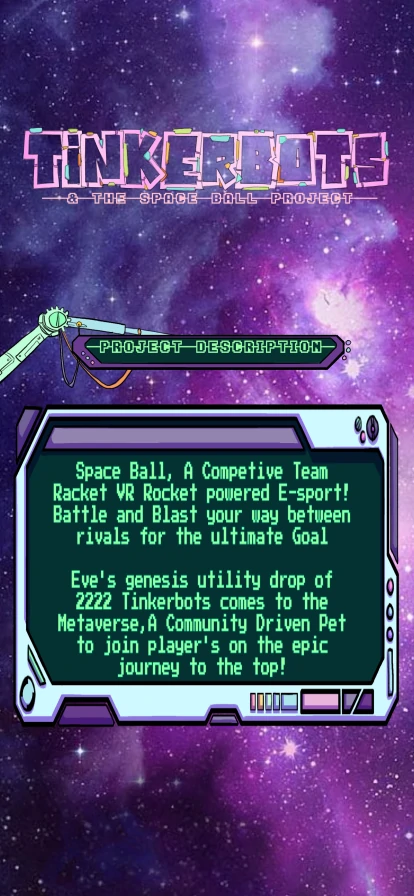 TINKERBOTS
& THE SPACE BALL PROJECT
PROJECT DESCRIPTION
Space Ball, A Competive Team
Racket VR Rocket powered E-sport!
Battle and Blast your way between
rivals for the ultimate Goal
Eve's genesis utility drop of
2222 Tinkerbots comes to the
Metaverse,A Community Driven Pet
to join player's on the epic
journey to the top!